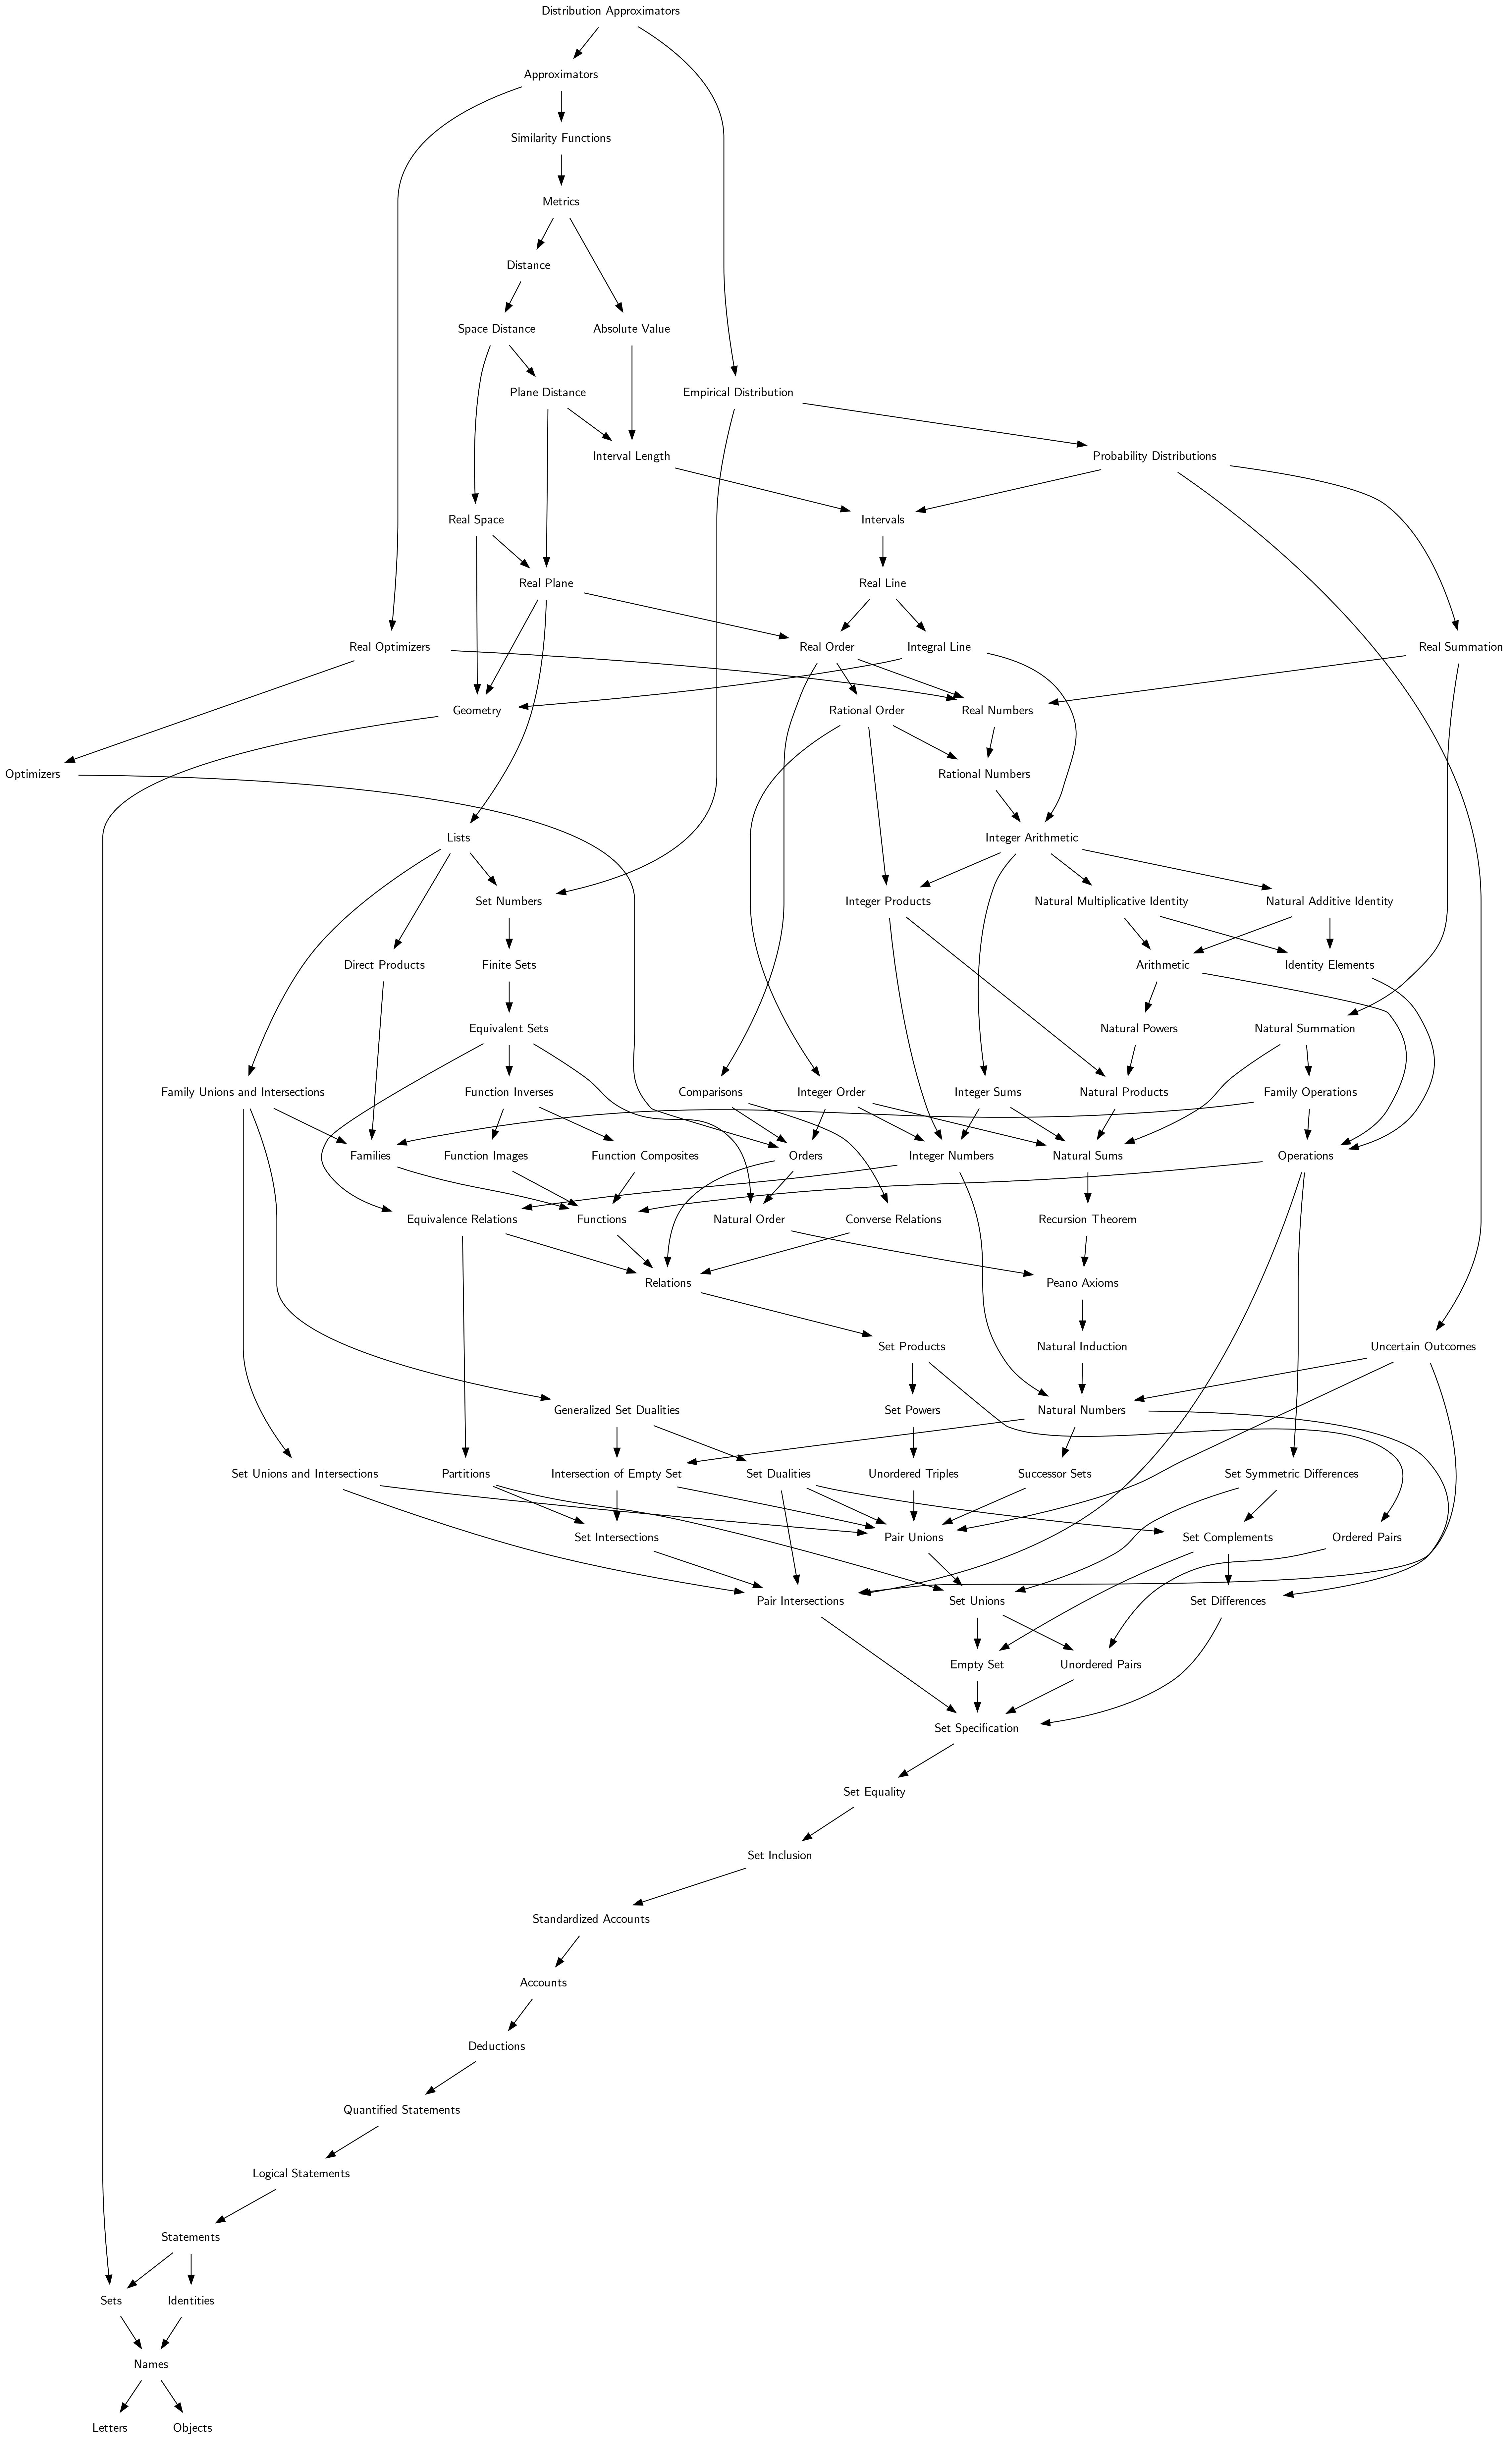 Distribution Approximators
Approximators
Similarity Functions
Metrics
Distance
Space Distance
Absolute Value
Plane Distance
Empirical Distribution
Interval Length
Probability Distributions
Real Space
Intervals
Real Plane
Real Line
Real Optimizers
Real Order
Integral Line
Real Summation
Geometry
Rational Order
Real Numbers
Optimizers
Rational Numbers
Lists
Integer Arithmetic
Set Numbers
Integer Products
Natural Multiplicative Identity
Natural Additive Identity
Direct Products
Finite Sets
Arithmetic
Identity Elements
Equivalent Sets
Natural Powers
Natural Summation
Family Unions and Intersections
Function Inverses
Comparisons
Integer Order
Integer Sums
Natural Products
Family Operations
Families
Function Images
Function Composites
Orders
Integer Numbers
Natural Sums
Operations
Equivalence Relations
Functions
Natural Order
Converse Relations
Recursion Theorem
Relations
Peano Axioms
Set Products
Natural Induction
Uncertain Outcomes
Generalized Set Dualities
Set Powers
Natural Numbers
Set Unions and Intersections
Partitions
Intersection of Empty Set
Set Dualities
Unordered Triples
Successor Sets
Set Symmetric Differences
Set Intersections
Pair Unions
Set Complements
Ordered Pairs
Pair Intersections
Set Unions
Set Differences
Empty Set
Unordered Pairs
Set Specification
Set Equality
Set Inclusion
Standardized Accounts
Accounts
Deductions
Quantified Statements
Logical Statements
Statements
Sets
Identities
Names
Letters
Objects